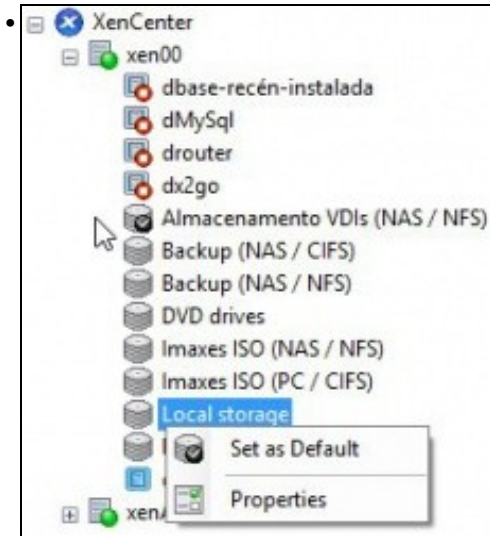 XenCenter
xen00
dbase-recén-instalada
dMySql
drouter
dx2go
Almacenamento VDIs (NAS / NFS)
Backup (NAS / CIFS)
Backup (NAS / NFS)
DVD drives
Imaxes ISO (NAS / NFS)
Imaxes ISO (PC / CIFS)
Local storage
Set as Default
Properties